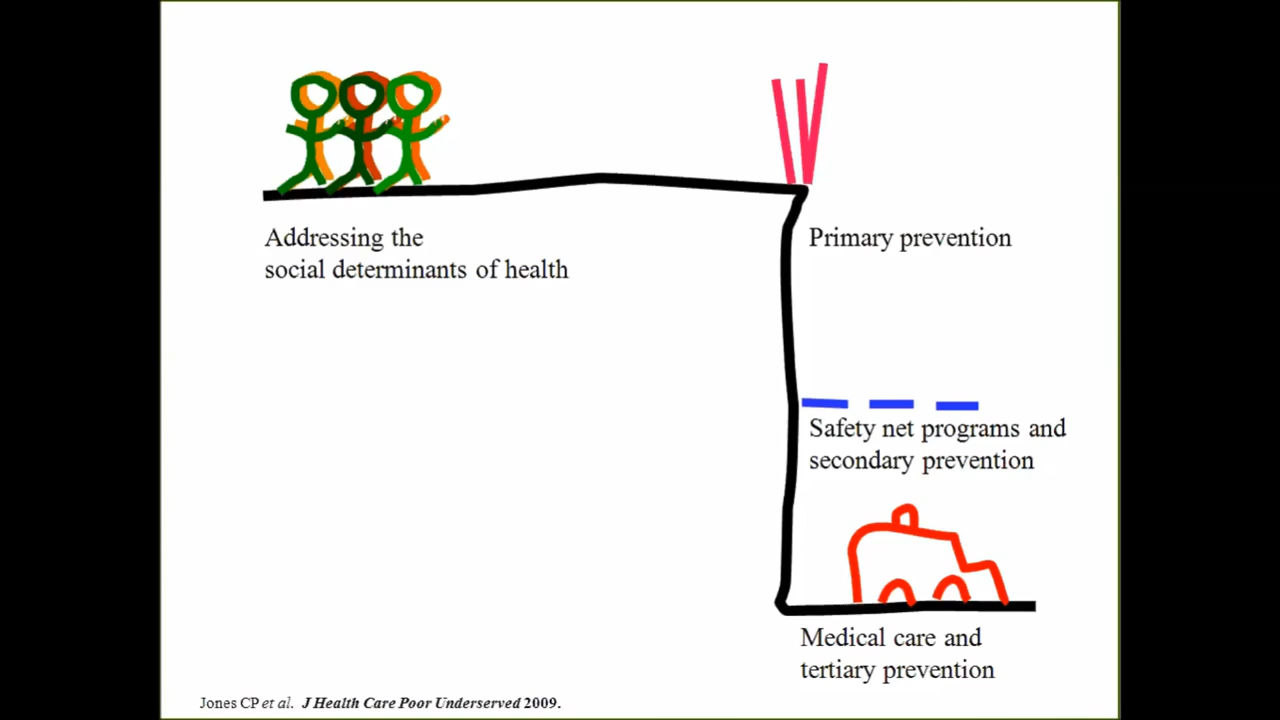 Addressing the
social determinants of health
Primary prevention
Safety net programs and
secondary prevention
Medical care and
tertiary prevention
Jones CP et al. J Health Care Poor Underserved 2009.